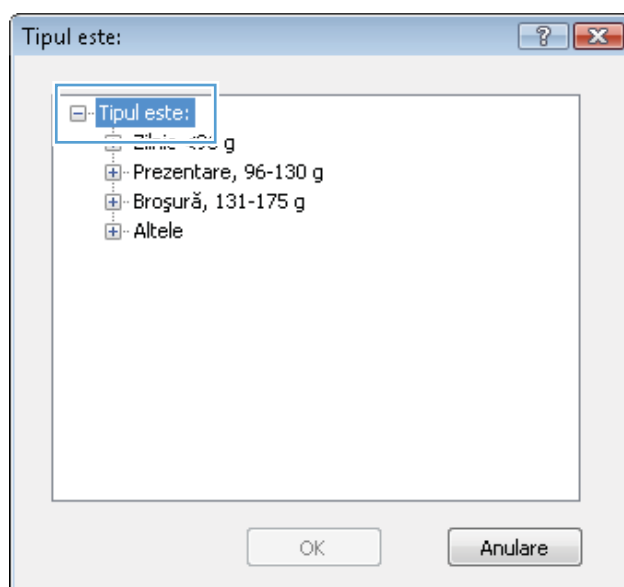 Tipul este:
Tipul este:
g
Prezentare, 96-130 g
Broşură, 131-175 g
Altele
OK
Anulare